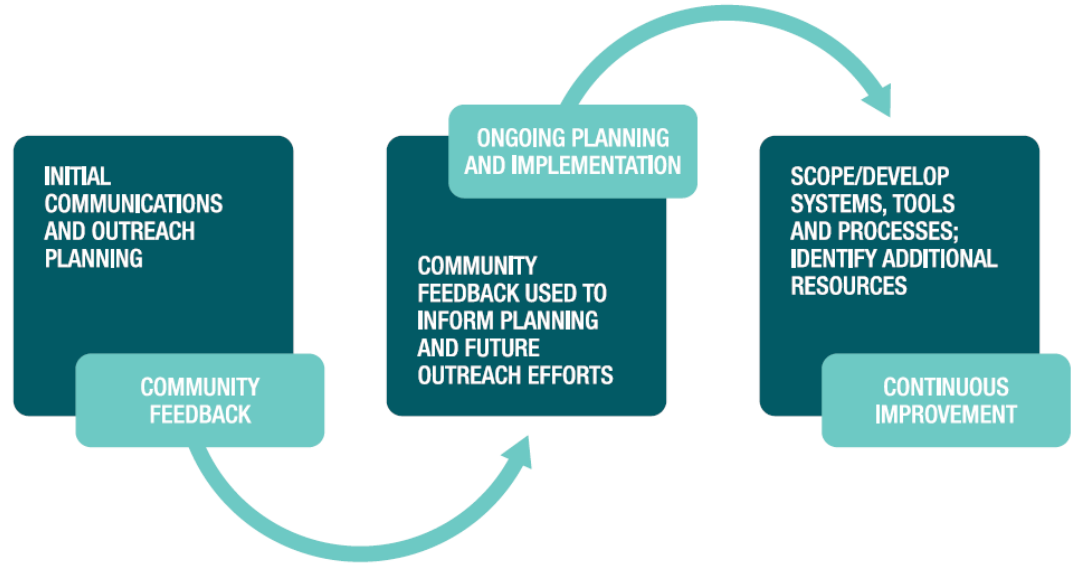 INITIAL
COMMUNICATIONS
AND OUTREACH
PLANNING
COMMUNITY
FEEDBACK
ONGOING PLANNING
AND IMPLEMENTATION
COMMUNITY
FEEDBACK USED TO
INFORM PLANNING
AND FUTURE
OUTREACH EFFORTS
SCOPE/DEVELOP
SYSTEMS, TOOLS
AND PROCESSES;
IDENTIFY ADDITIONAL
RESOURCES
CONTINUOUS
IMPROVEMENT